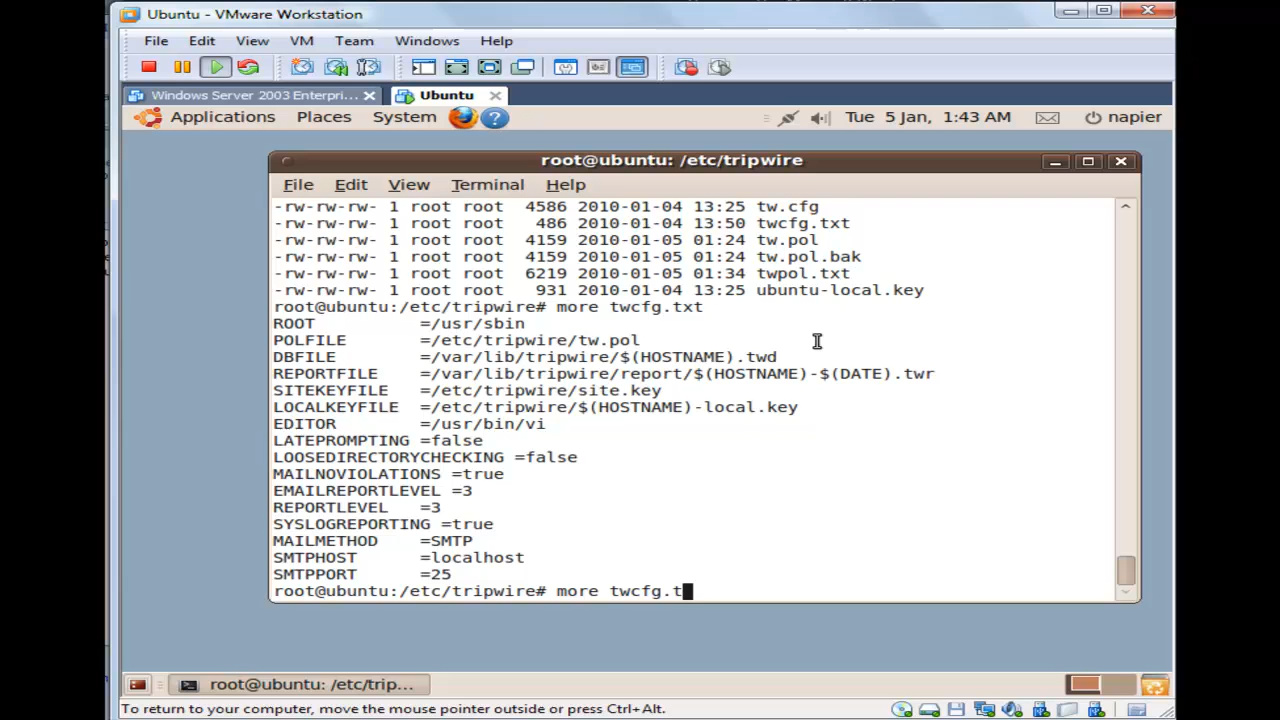 Ubuntu - VMware Workstation
File Edit View VM Team Windows Help
Windows Server 2003 Enterpri... Ubuntu
Applications Places System ? Tue 5 Jan, 1:43 AM napier
root@ubuntu: /etc/tripwire
File Edit View Terminal Help
-rw-rw-rw- 1 root root 4586 2010-01-04 13:25 tw.cfg
-rw-rw-rw- 1 root root 486 2010-01-04 13:50 twcfg.txt
-rw-rw-rw- 1 root root 4159 2010-01-05 01:24 tw.pol
-rw-rw-rw- 1 root root 4159 2010-01-05 01:24 tw.pol.bak
-rw-rw-rw- 1 root root 6219 2010-01-05 01:34 twpol.txt
-rw-rw-rw- 1 root root 931 2010-01-04 13:25 ubuntu-local.key
root@ubuntu:/etc/tripwire# more twcfg.txt
ROOT =/usr/sbin
POLFILE =/etc/tripwire/tw.pol
DBFILE =/var/lib/tripwire/$(HOSTNAME).twd
REPORTFILE =/var/lib/tripwire/report/$(HOSTNAME)-$(DATE).twr
SITEKEYFILE =/etc/tripwire/site.key
LOCALKEYFILE =/etc/tripwire/$(HOSTNAME)-local.key
EDITOR =/usr/bin/vi
LATEPROMPTING =false
LOOSEDIRECTORYCHECKING =false
MAILNOVIOLATIONS =true
EMAILREPORTLEVEL =3
REPORTLEVEL =3
SYSLOGREPORTING =true
MAILMETHOD =SMTP
SMTPHOST =localhost
SMTPPORT =25
root@ubuntu:/etc/tripwire# more twcfg.t
root@ubuntu: /etc/trip...
To return to your computer, move the mouse pointer outside or press Ctrl+Alt.